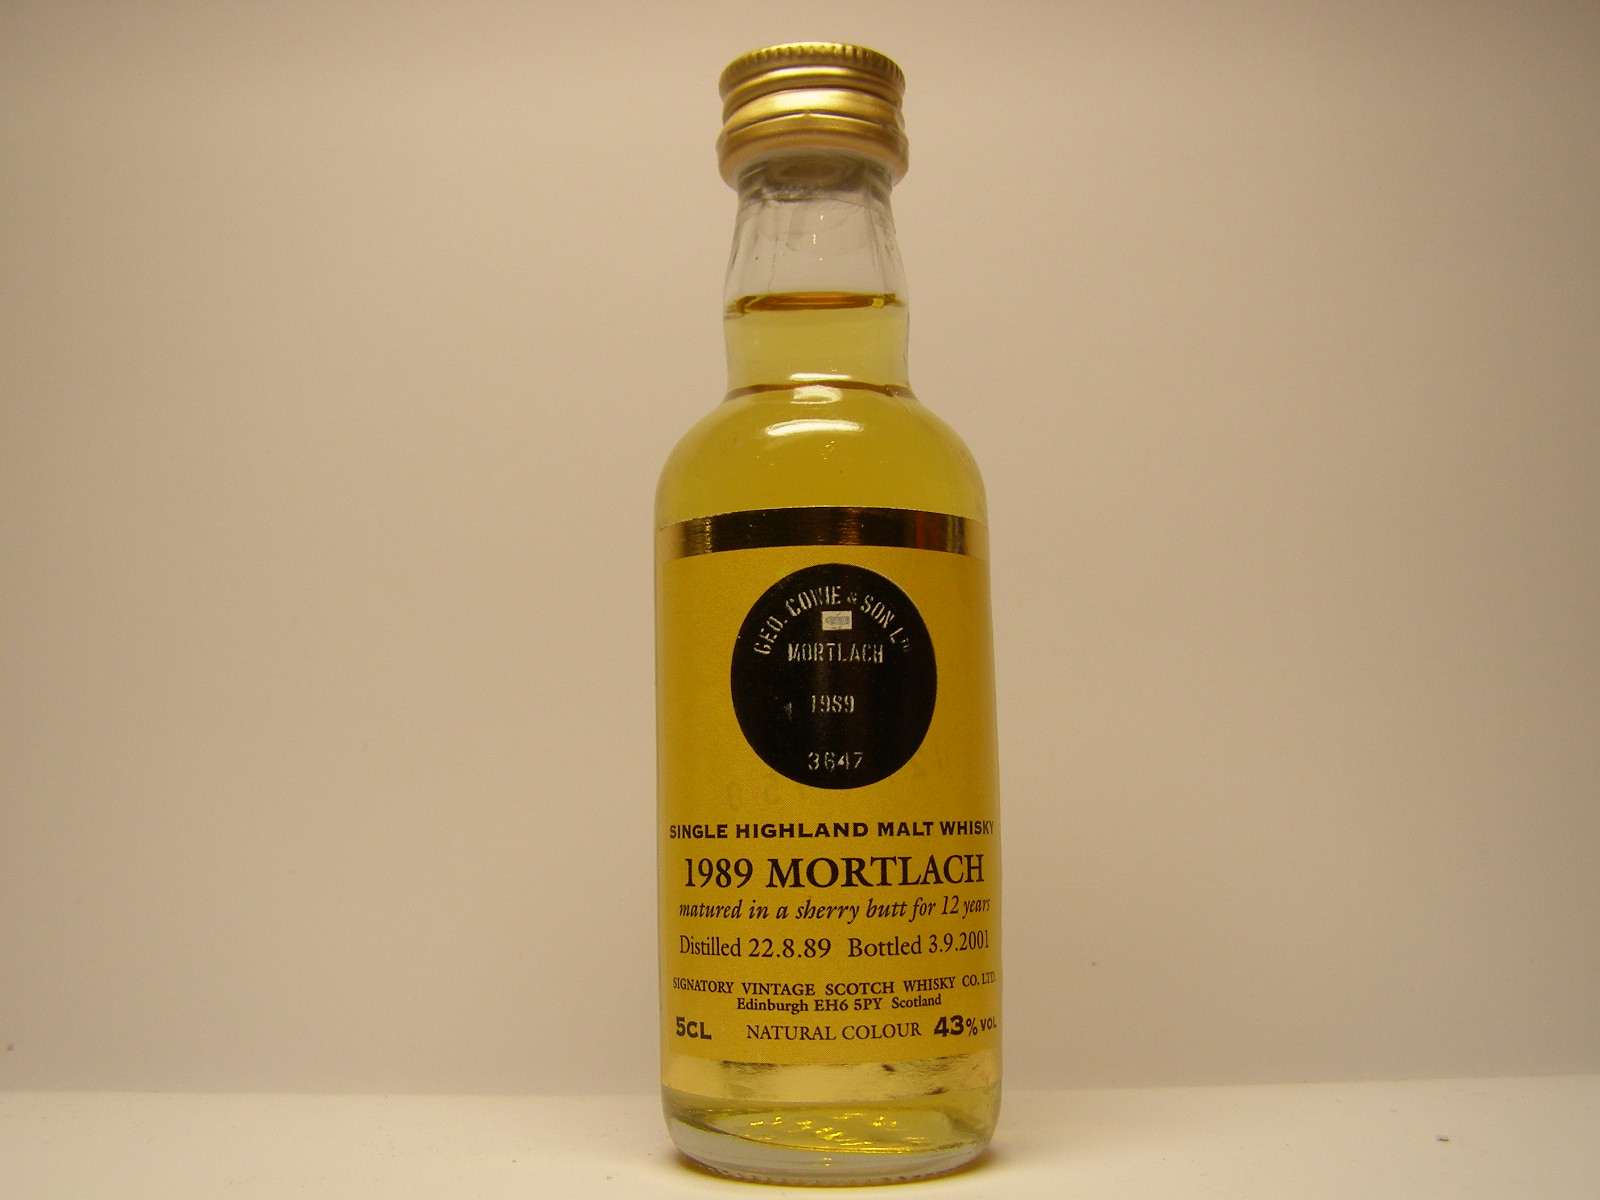 GEO. COWIE & SON LTD
MORTLACH
1989
3647
SINGLE HIGHLAND MALT WHISKY
1989 MORTLACH
matured in a sherry butt for 12 years
Distilled 22.8.89 Bottled 3.9.2001
SIGNATORY VINTAGE SCOTCH WHISKY CO. LTD.
Edinburgh EH6 5PY Scotland
5CL NATURAL COLOUR 43% VOL